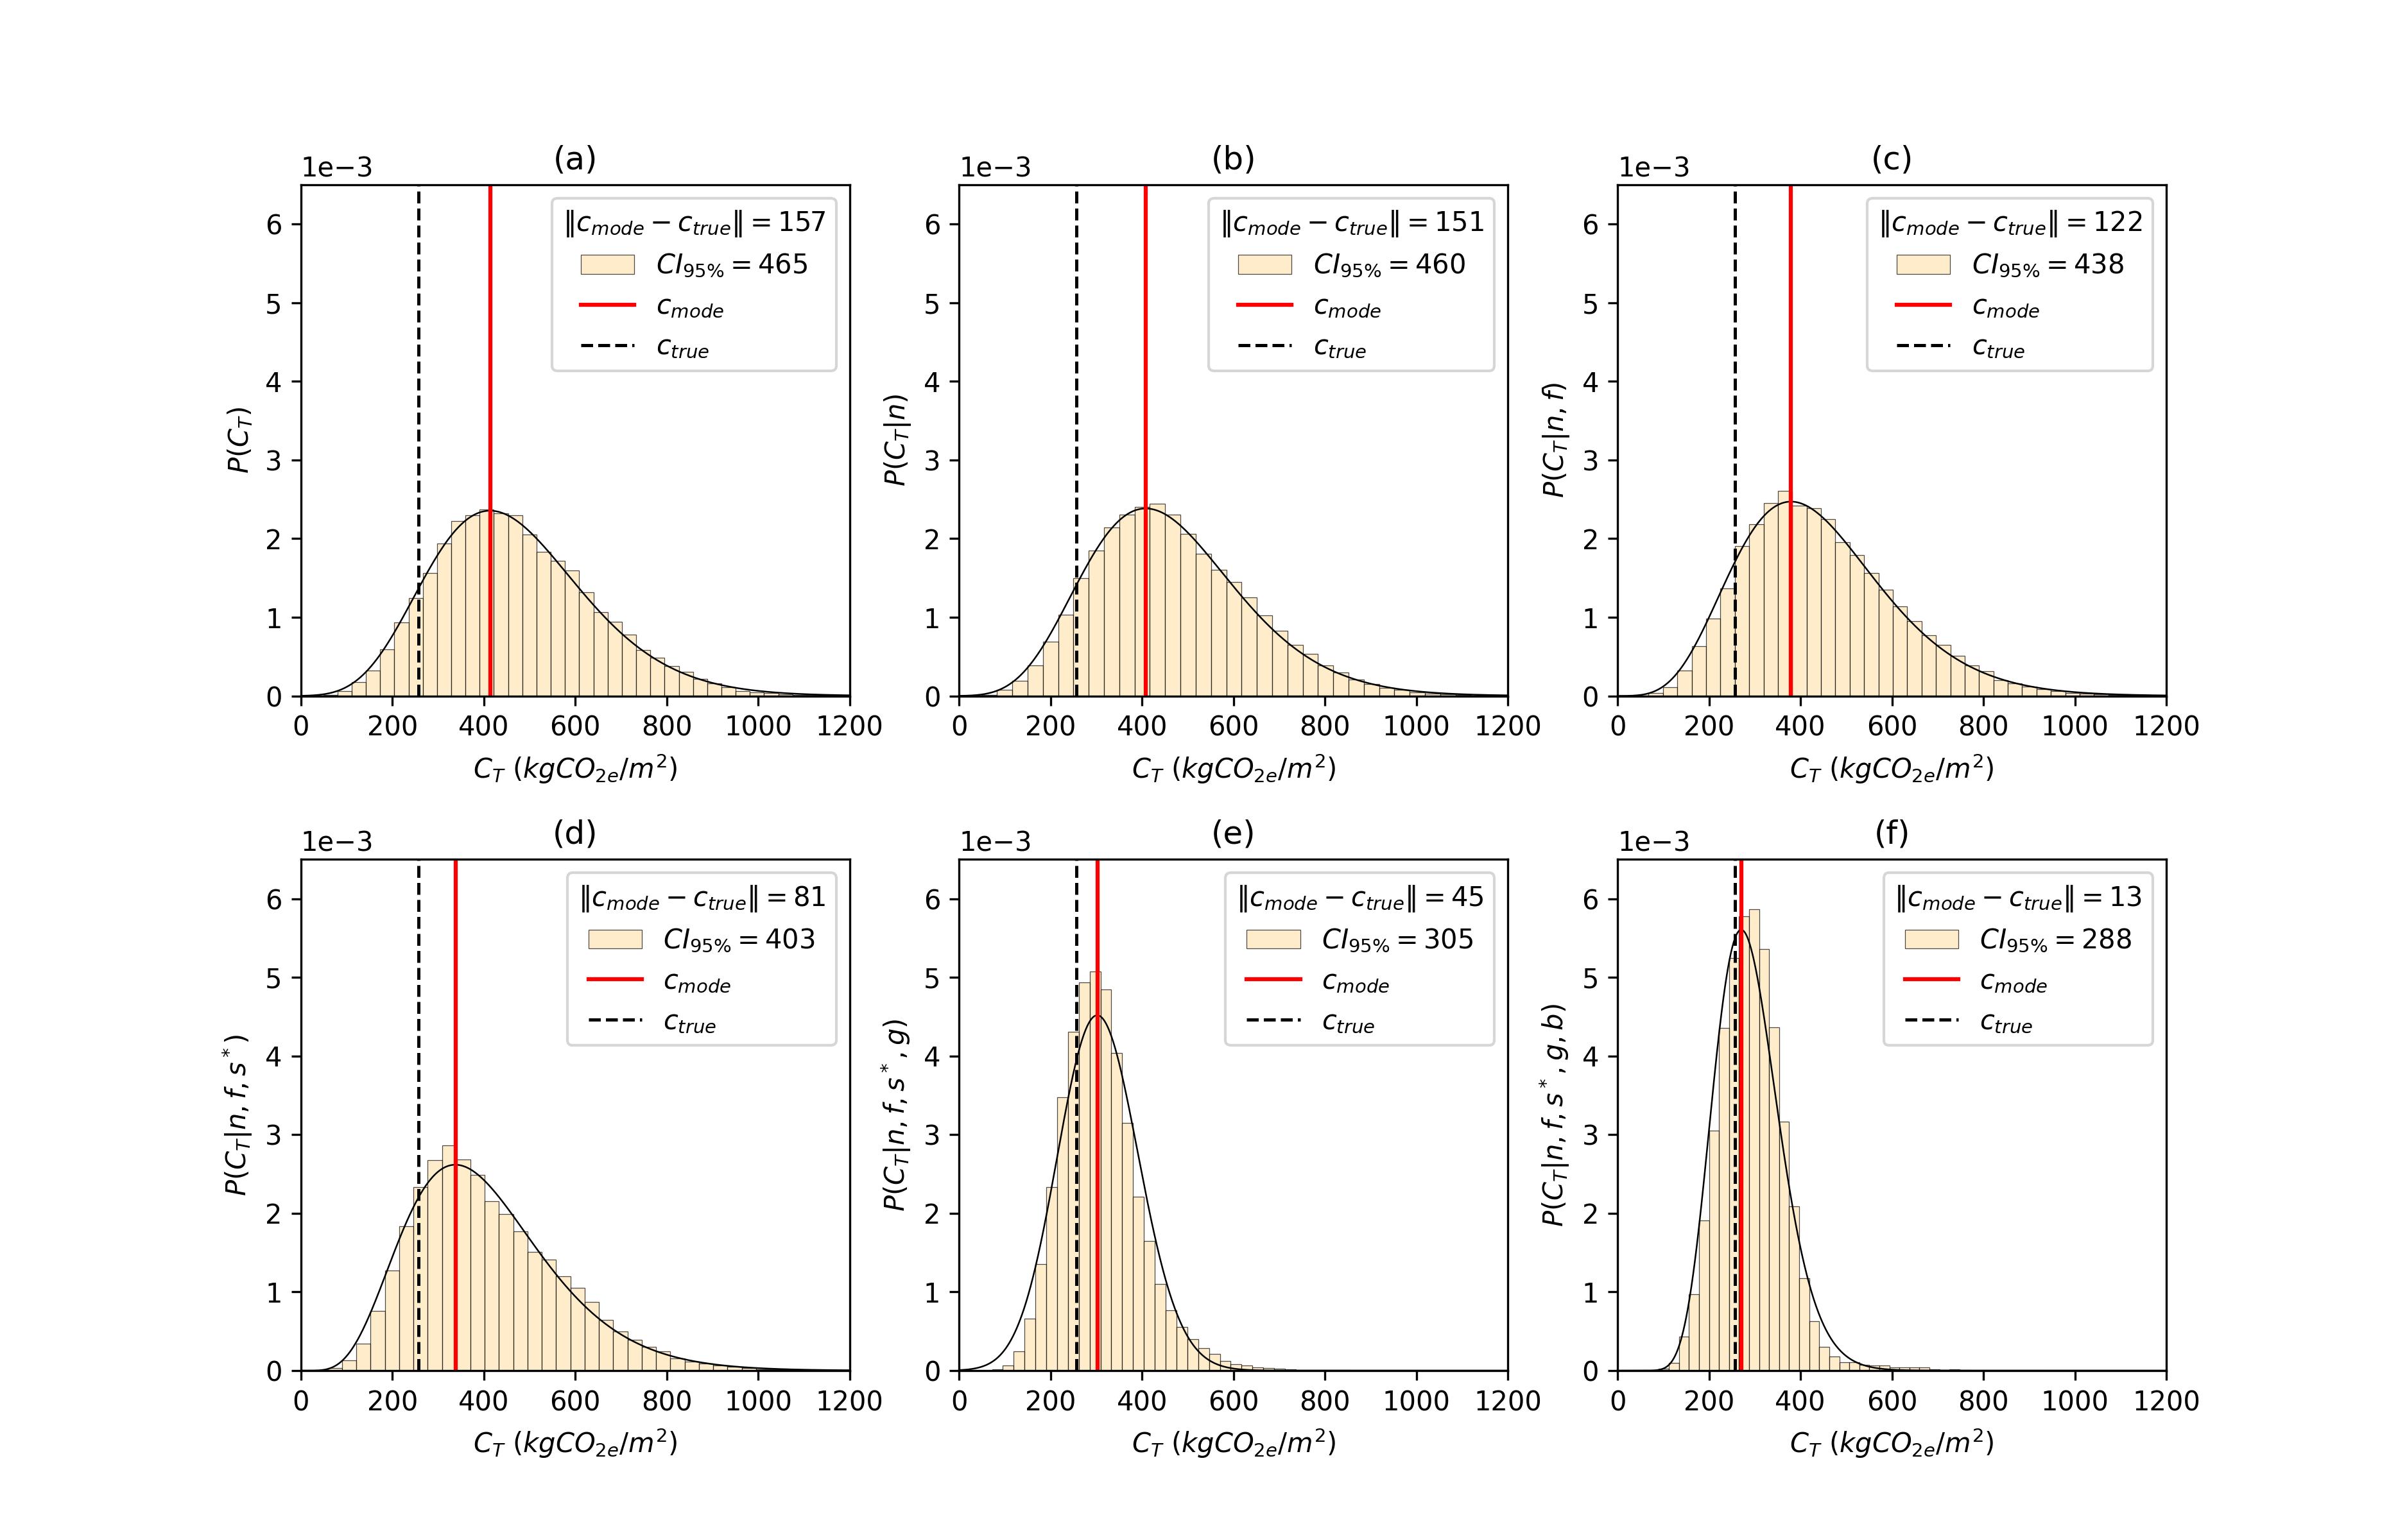 (a)
1e−3
‖c_mode − c_true‖ = 157
CI_95% = 465
c_mode
c_true
P(C_T)
6
5
4
3
2
1
0
0 200 400 600 800 1000 1200
C_T (kgCO_2e/m^2)
(b)
1e−3
‖c_mode − c_true‖ = 151
CI_95% = 460
c_mode
c_true
P(C_T|n)
6
5
4
3
2
1
0
0 200 400 600 800 1000 1200
C_T (kgCO_2e/m^2)
(c)
1e−3
‖c_mode − c_true‖ = 122
CI_95% = 438
c_mode
c_true
P(C_T|n, f)
6
5
4
3
2
1
0
0 200 400 600 800 1000 1200
C_T (kgCO_2e/m^2)
(d)
1e−3
‖c_mode − c_true‖ = 81
CI_95% = 403
c_mode
c_true
P(C_T|n, f, s^*)
6
5
4
3
2
1
0
0 200 400 600 800 1000 1200
C_T (kgCO_2e/m^2)
(e)
1e−3
‖c_mode − c_true‖ = 45
CI_95% = 305
c_mode
c_true
P(C_T|n, f, s^*, g)
6
5
4
3
2
1
0
0 200 400 600 800 1000 1200
C_T (kgCO_2e/m^2)
(f)
1e−3
‖c_mode − c_true‖ = 13
CI_95% = 288
c_mode
c_true
P(C_T|n, f, s^*, g, b)
6
5
4
3
2
1
0
0 200 400 600 800 1000 1200
C_T (kgCO_2e/m^2)